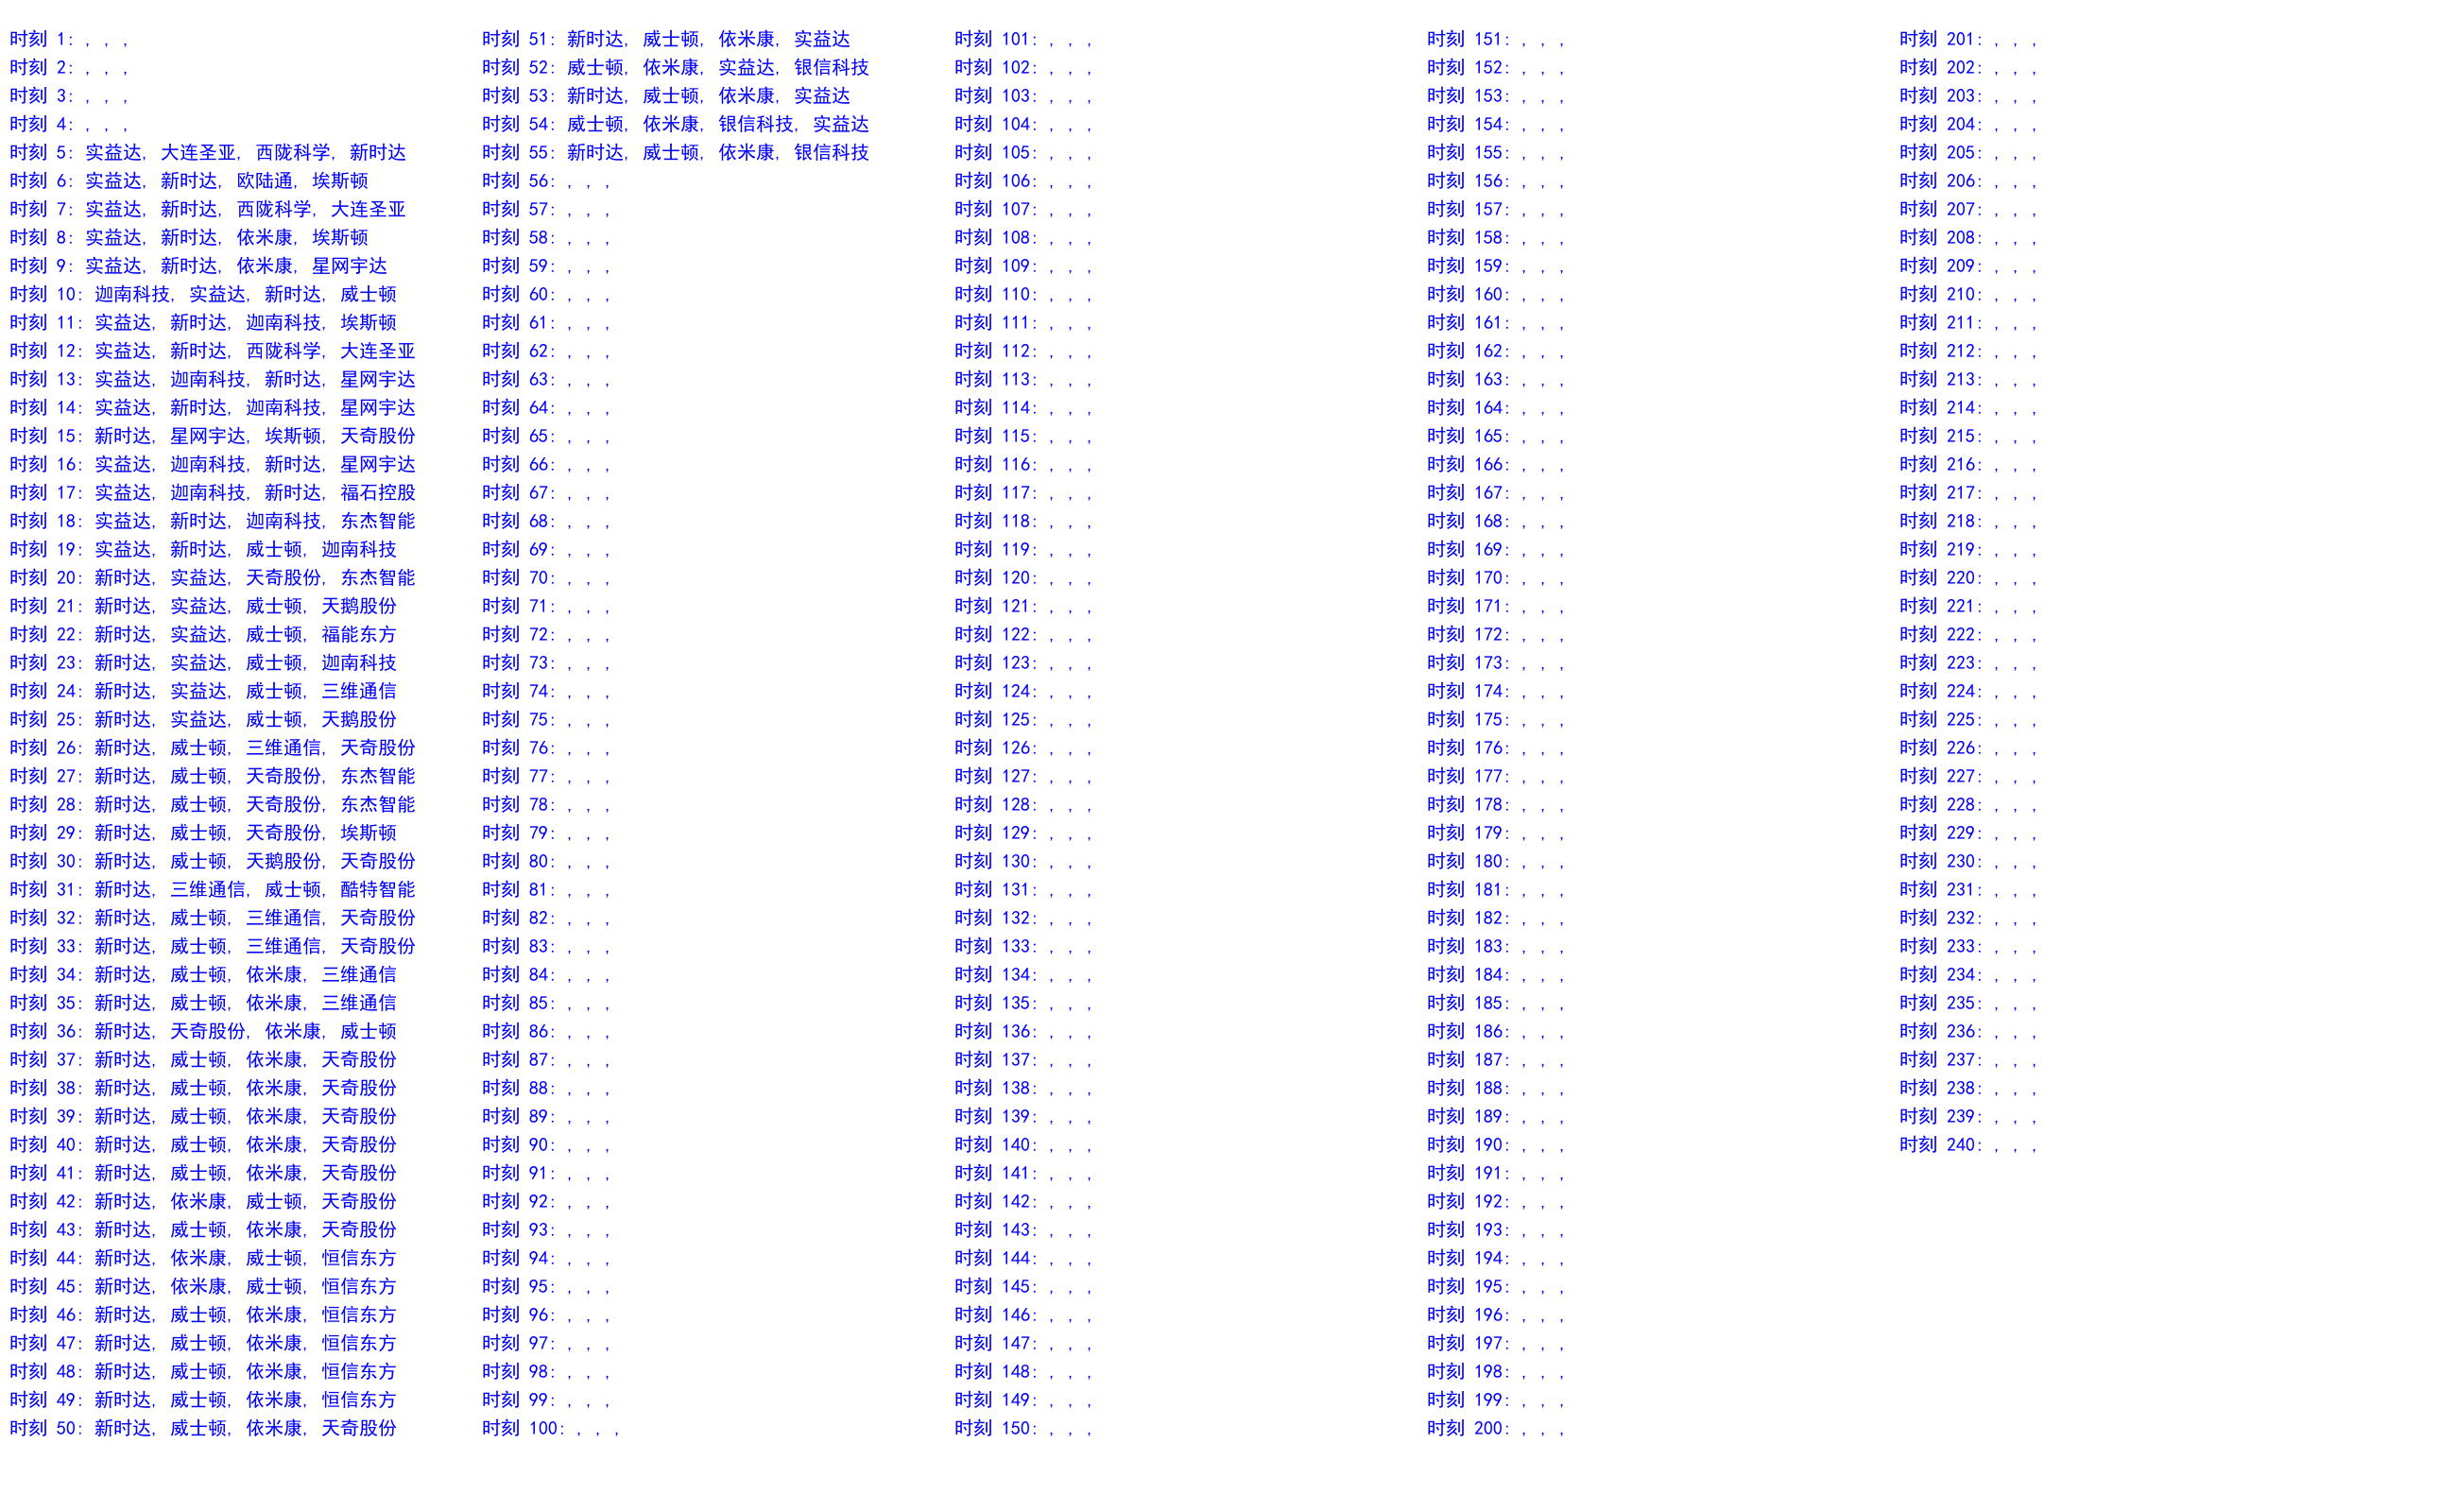 时刻 1: , , ,
时刻 2: , , ,
时刻 3: , , ,
时刻 4: , , ,
时刻 5: 实益达, 大连圣亚, 西陇科学, 新时达
时刻 6: 实益达, 新时达, 欧陆通, 埃斯顿
时刻 7: 实益达, 新时达, 西陇科学, 大连圣亚
时刻 8: 实益达, 新时达, 依米康, 埃斯顿
时刻 9: 实益达, 新时达, 依米康, 星网宇达
时刻 10: 迦南科技, 实益达, 新时达, 威士顿
时刻 11: 实益达, 新时达, 迦南科技, 埃斯顿
时刻 12: 实益达, 新时达, 西陇科学, 大连圣亚
时刻 13: 实益达, 迦南科技, 新时达, 星网宇达
时刻 14: 实益达, 新时达, 迦南科技, 星网宇达
时刻 15: 新时达, 星网宇达, 埃斯顿, 天奇股份
时刻 16: 实益达, 迦南科技, 新时达, 星网宇达
时刻 17: 实益达, 迦南科技, 新时达, 福石控股
时刻 18: 实益达, 新时达, 迦南科技, 东杰智能
时刻 19: 实益达, 新时达, 威士顿, 迦南科技
时刻 20: 新时达, 实益达, 天奇股份, 东杰智能
时刻 21: 新时达, 实益达, 威士顿, 天鹅股份
时刻 22: 新时达, 实益达, 威士顿, 福能东方
时刻 23: 新时达, 实益达, 威士顿, 迦南科技
时刻 24: 新时达, 实益达, 威士顿, 三维通信
时刻 25: 新时达, 实益达, 威士顿, 天鹅股份
时刻 26: 新时达, 威士顿, 三维通信, 天奇股份
时刻 27: 新时达, 威士顿, 天奇股份, 东杰智能
时刻 28: 新时达, 威士顿, 天奇股份, 东杰智能
时刻 29: 新时达, 威士顿, 天奇股份, 埃斯顿
时刻 30: 新时达, 威士顿, 天鹅股份, 天奇股份
时刻 31: 新时达, 三维通信, 威士顿, 酷特智能
时刻 32: 新时达, 威士顿, 三维通信, 天奇股份
时刻 33: 新时达, 威士顿, 三维通信, 天奇股份
时刻 34: 新时达, 威士顿, 依米康, 三维通信
时刻 35: 新时达, 威士顿, 依米康, 三维通信
时刻 36: 新时达, 天奇股份, 依米康, 威士顿
时刻 37: 新时达, 威士顿, 依米康, 天奇股份
时刻 38: 新时达, 威士顿, 依米康, 天奇股份
时刻 39: 新时达, 威士顿, 依米康, 天奇股份
时刻 40: 新时达, 威士顿, 依米康, 天奇股份
时刻 41: 新时达, 威士顿, 依米康, 天奇股份
时刻 42: 新时达, 依米康, 威士顿, 天奇股份
时刻 43: 新时达, 威士顿, 依米康, 天奇股份
时刻 44: 新时达, 依米康, 威士顿, 恒信东方
时刻 45: 新时达, 依米康, 威士顿, 恒信东方
时刻 46: 新时达, 威士顿, 依米康, 恒信东方
时刻 47: 新时达, 威士顿, 依米康, 恒信东方
时刻 48: 新时达, 威士顿, 依米康, 恒信东方
时刻 49: 新时达, 威士顿, 依米康, 恒信东方
时刻 50: 新时达, 威士顿, 依米康, 天奇股份
时刻 51: 新时达, 威士顿, 依米康, 实益达
时刻 52: 威士顿, 依米康, 实益达, 银信科技
时刻 53: 新时达, 威士顿, 依米康, 实益达
时刻 54: 威士顿, 依米康, 银信科技, 实益达
时刻 55: 新时达, 威士顿, 依米康, 银信科技
时刻 56: , , ,
时刻 57: , , ,
时刻 58: , , ,
时刻 59: , , ,
时刻 60: , , ,
时刻 61: , , ,
时刻 62: , , ,
时刻 63: , , ,
时刻 64: , , ,
时刻 65: , , ,
时刻 66: , , ,
时刻 67: , , ,
时刻 68: , , ,
时刻 69: , , ,
时刻 70: , , ,
时刻 71: , , ,
时刻 72: , , ,
时刻 73: , , ,
时刻 74: , , ,
时刻 75: , , ,
时刻 76: , , ,
时刻 77: , , ,
时刻 78: , , ,
时刻 79: , , ,
时刻 80: , , ,
时刻 81: , , ,
时刻 82: , , ,
时刻 83: , , ,
时刻 84: , , ,
时刻 85: , , ,
时刻 86: , , ,
时刻 87: , , ,
时刻 88: , , ,
时刻 89: , , ,
时刻 90: , , ,
时刻 91: , , ,
时刻 92: , , ,
时刻 93: , , ,
时刻 94: , , ,
时刻 95: , , ,
时刻 96: , , ,
时刻 97: , , ,
时刻 98: , , ,
时刻 99: , , ,
时刻 100: , , ,
时刻 101: , , ,
时刻 102: , , ,
时刻 103: , , ,
时刻 104: , , ,
时刻 105: , , ,
时刻 106: , , ,
时刻 107: , , ,
时刻 108: , , ,
时刻 109: , , ,
时刻 110: , , ,
时刻 111: , , ,
时刻 112: , , ,
时刻 113: , , ,
时刻 114: , , ,
时刻 115: , , ,
时刻 116: , , ,
时刻 117: , , ,
时刻 118: , , ,
时刻 119: , , ,
时刻 120: , , ,
时刻 121: , , ,
时刻 122: , , ,
时刻 123: , , ,
时刻 124: , , ,
时刻 125: , , ,
时刻 126: , , ,
时刻 127: , , ,
时刻 128: , , ,
时刻 129: , , ,
时刻 130: , , ,
时刻 131: , , ,
时刻 132: , , ,
时刻 133: , , ,
时刻 134: , , ,
时刻 135: , , ,
时刻 136: , , ,
时刻 137: , , ,
时刻 138: , , ,
时刻 139: , , ,
时刻 140: , , ,
时刻 141: , , ,
时刻 142: , , ,
时刻 143: , , ,
时刻 144: , , ,
时刻 145: , , ,
时刻 146: , , ,
时刻 147: , , ,
时刻 148: , , ,
时刻 149: , , ,
时刻 150: , , ,
时刻 151: , , ,
时刻 152: , , ,
时刻 153: , , ,
时刻 154: , , ,
时刻 155: , , ,
时刻 156: , , ,
时刻 157: , , ,
时刻 158: , , ,
时刻 159: , , ,
时刻 160: , , ,
时刻 161: , , ,
时刻 162: , , ,
时刻 163: , , ,
时刻 164: , , ,
时刻 165: , , ,
时刻 166: , , ,
时刻 167: , , ,
时刻 168: , , ,
时刻 169: , , ,
时刻 170: , , ,
时刻 171: , , ,
时刻 172: , , ,
时刻 173: , , ,
时刻 174: , , ,
时刻 175: , , ,
时刻 176: , , ,
时刻 177: , , ,
时刻 178: , , ,
时刻 179: , , ,
时刻 180: , , ,
时刻 181: , , ,
时刻 182: , , ,
时刻 183: , , ,
时刻 184: , , ,
时刻 185: , , ,
时刻 186: , , ,
时刻 187: , , ,
时刻 188: , , ,
时刻 189: , , ,
时刻 190: , , ,
时刻 191: , , ,
时刻 192: , , ,
时刻 193: , , ,
时刻 194: , , ,
时刻 195: , , ,
时刻 196: , , ,
时刻 197: , , ,
时刻 198: , , ,
时刻 199: , , ,
时刻 200: , , ,
时刻 201: , , ,
时刻 202: , , ,
时刻 203: , , ,
时刻 204: , , ,
时刻 205: , , ,
时刻 206: , , ,
时刻 207: , , ,
时刻 208: , , ,
时刻 209: , , ,
时刻 210: , , ,
时刻 211: , , ,
时刻 212: , , ,
时刻 213: , , ,
时刻 214: , , ,
时刻 215: , , ,
时刻 216: , , ,
时刻 217: , , ,
时刻 218: , , ,
时刻 219: , , ,
时刻 220: , , ,
时刻 221: , , ,
时刻 222: , , ,
时刻 223: , , ,
时刻 224: , , ,
时刻 225: , , ,
时刻 226: , , ,
时刻 227: , , ,
时刻 228: , , ,
时刻 229: , , ,
时刻 230: , , ,
时刻 231: , , ,
时刻 232: , , ,
时刻 233: , , ,
时刻 234: , , ,
时刻 235: , , ,
时刻 236: , , ,
时刻 237: , , ,
时刻 238: , , ,
时刻 239: , , ,
时刻 240: , , ,